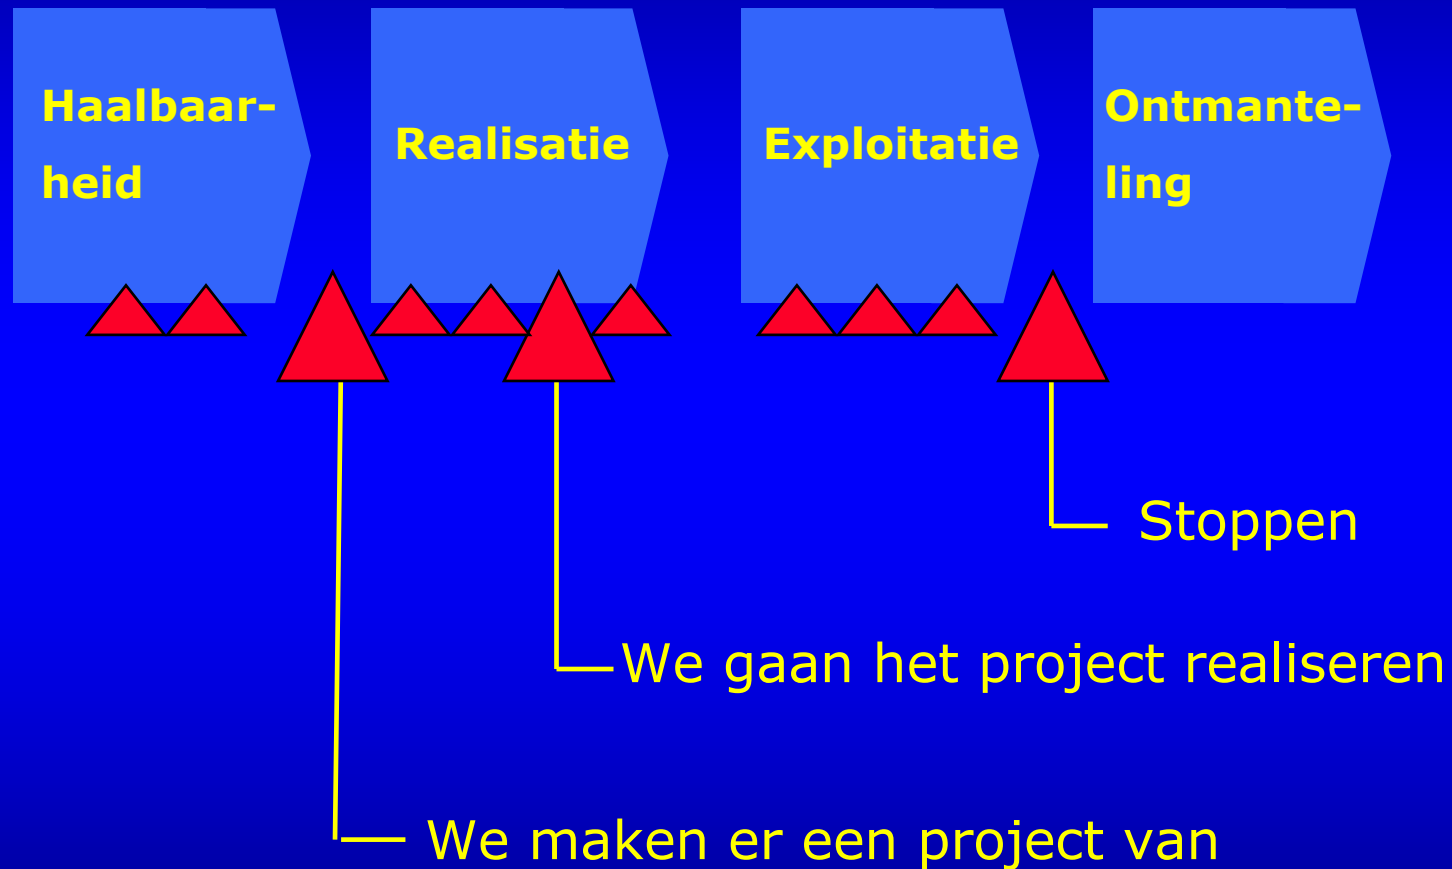 Haalbaar-
heid
Realisatie
Exploitatie
Ontmante-
ling
Stoppen
We gaan het project realiseren
We maken er een project van